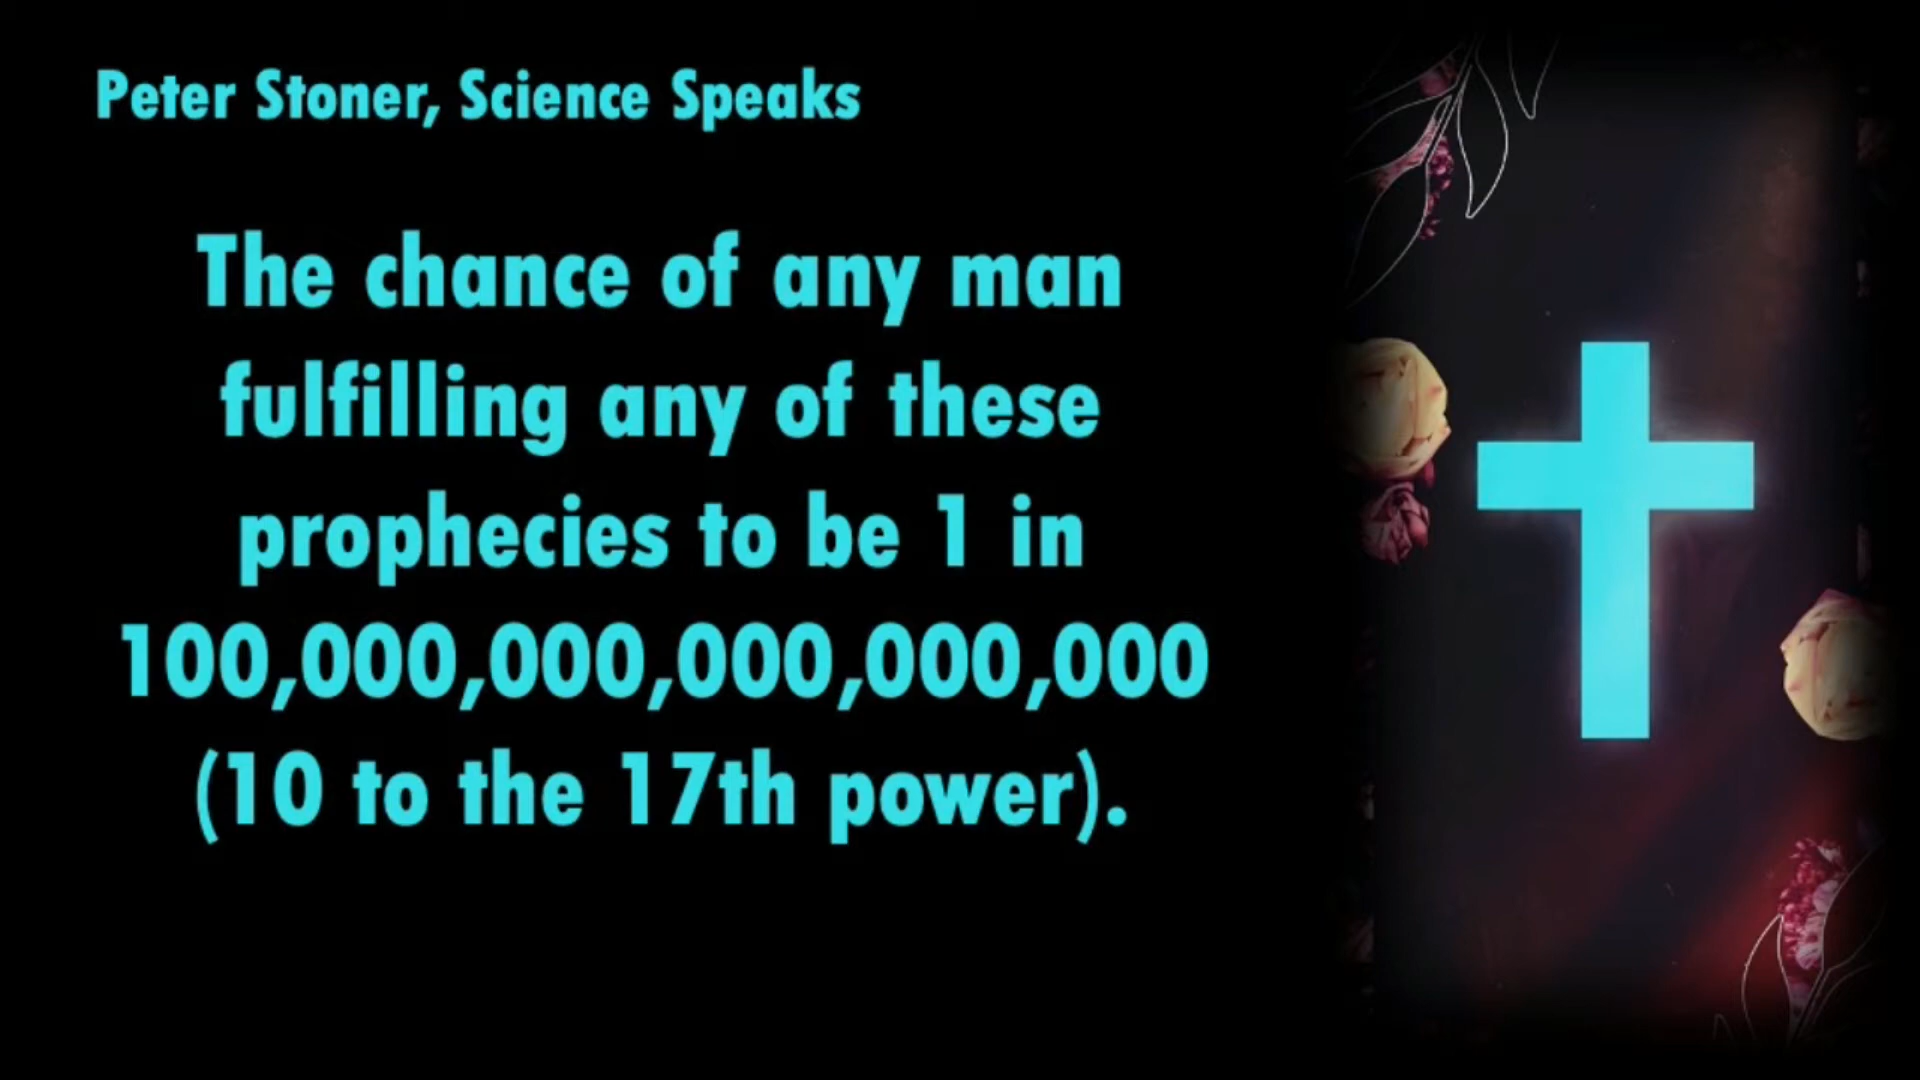 Peter Stoner, Science Speaks
The chance of any man
fulfilling any of these
prophecies to be 1 in
100,000,000,000,000,000
(10 to the 17th power).